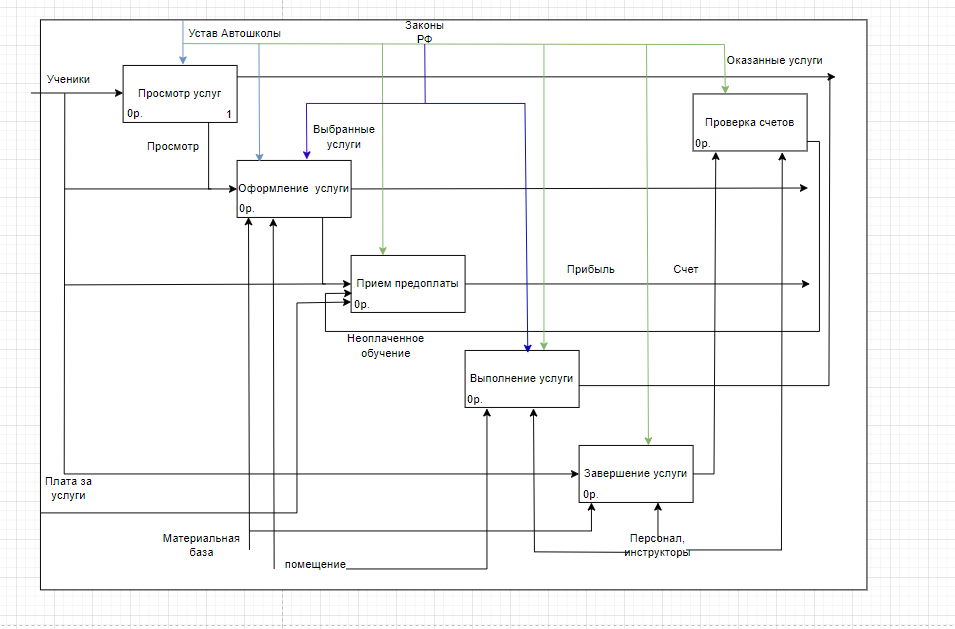 Законы
РФ
Устав Автошколы
Оказанные услуги
Ученики
Просмотр услуг
0р.
1
Проверка счетов
0р.
Выбранные
услуги
Просмотр
Оформление услуги
0р.
Прибыль
Счет
Прием предоплаты
0р.
Неоплаченное
обучение
Выполнение услуги
0р.
Завершение услуги
0р.
Плата за
услуги
Материальная
база
Персонал,
инструкторы
помещение